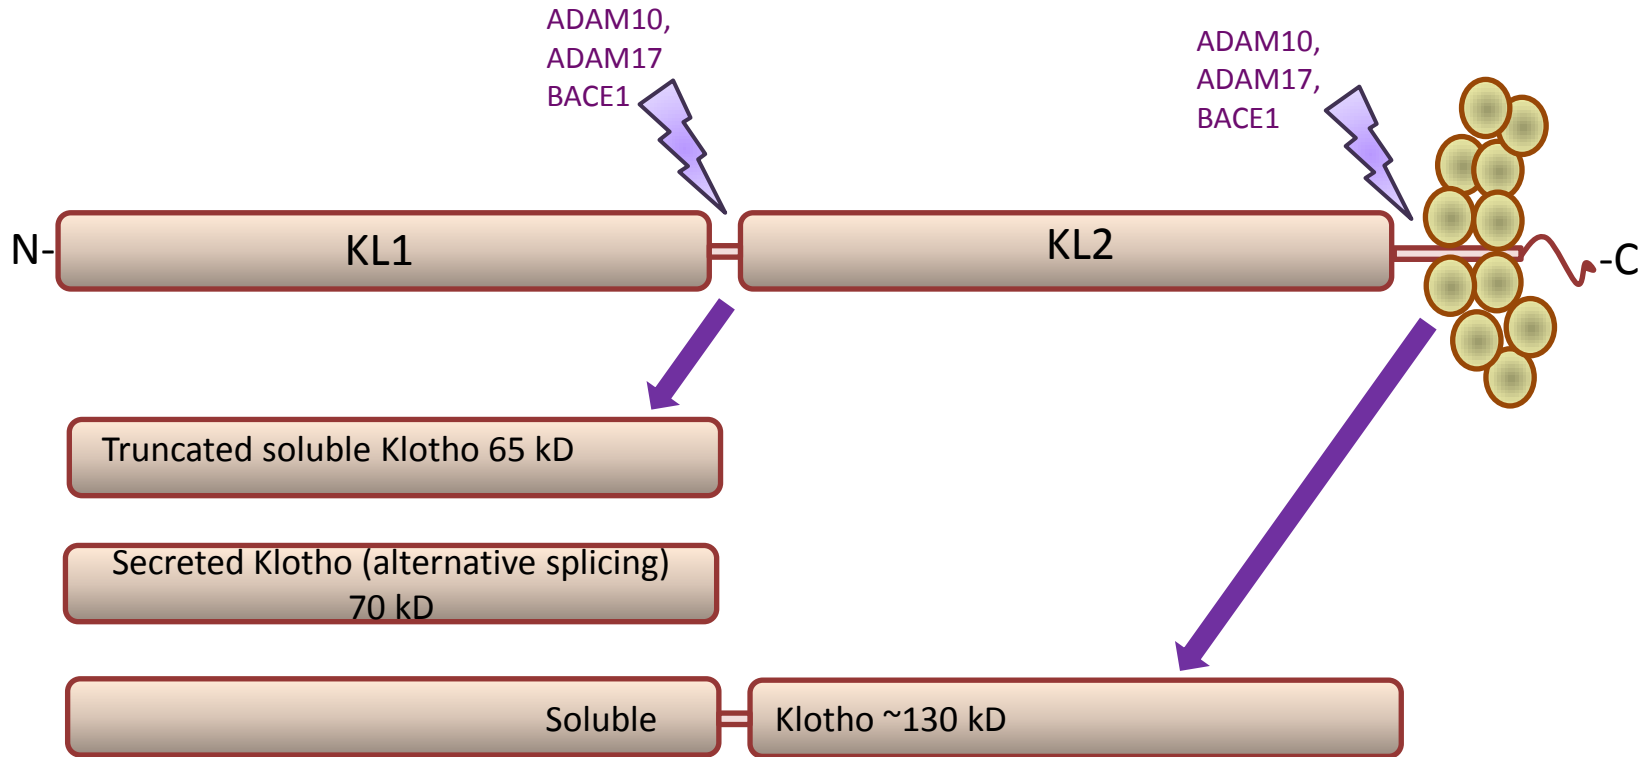 ADAM10,
ADAM17
BACE1
ADAM10,
ADAM17,
BACE1
N-
KL1
KL2
-C
Truncated soluble Klotho 65 kD
Secreted Klotho (alternative splicing)
70 kD
Soluble Klotho ~130 kD